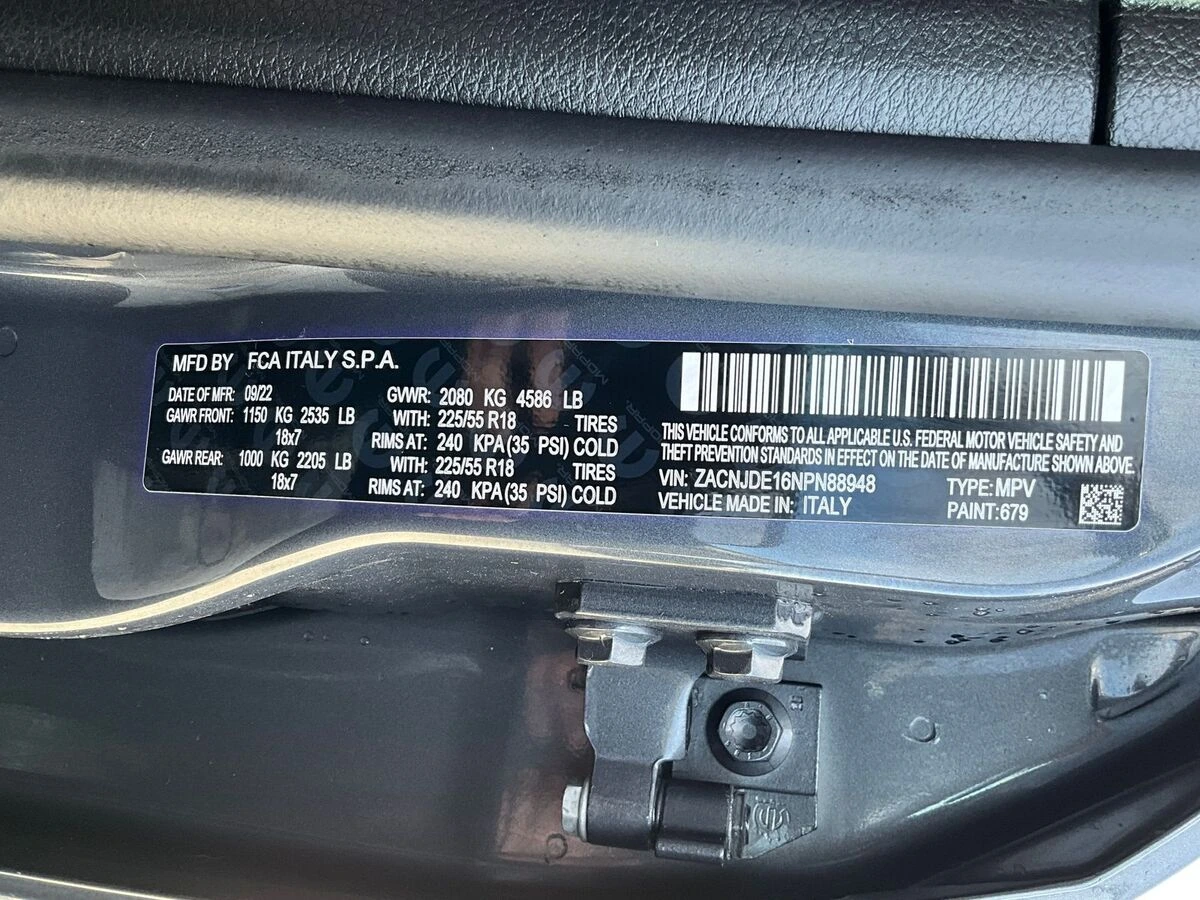 MFD BY FCA ITALY S.P.A.
DATE OF MFR: 09/22 GVWR: 2080 KG 4586 LB
GAWR FRONT: 1150 KG 2535 LB WITH: 225/55 R18 TIRES
18x7 RIMS AT: 240 KPA(35 PSI) COLD
GAWR REAR: 1000 KG 2205 LB WITH: 225/55 R18 TIRES
18x7 RIMS AT: 240 KPA(35 PSI) COLD
THIS VEHICLE CONFORMS TO ALL APPLICABLE U.S. FEDERAL MOTOR VEHICLE SAFETY AND
THEFT PREVENTION STANDARDS IN EFFECT ON THE DATE OF MANUFACTURE SHOWN ABOVE.
VIN: ZACNJDE16NPN88948 TYPE: MPV
VEHICLE MADE IN: ITALY PAINT:679